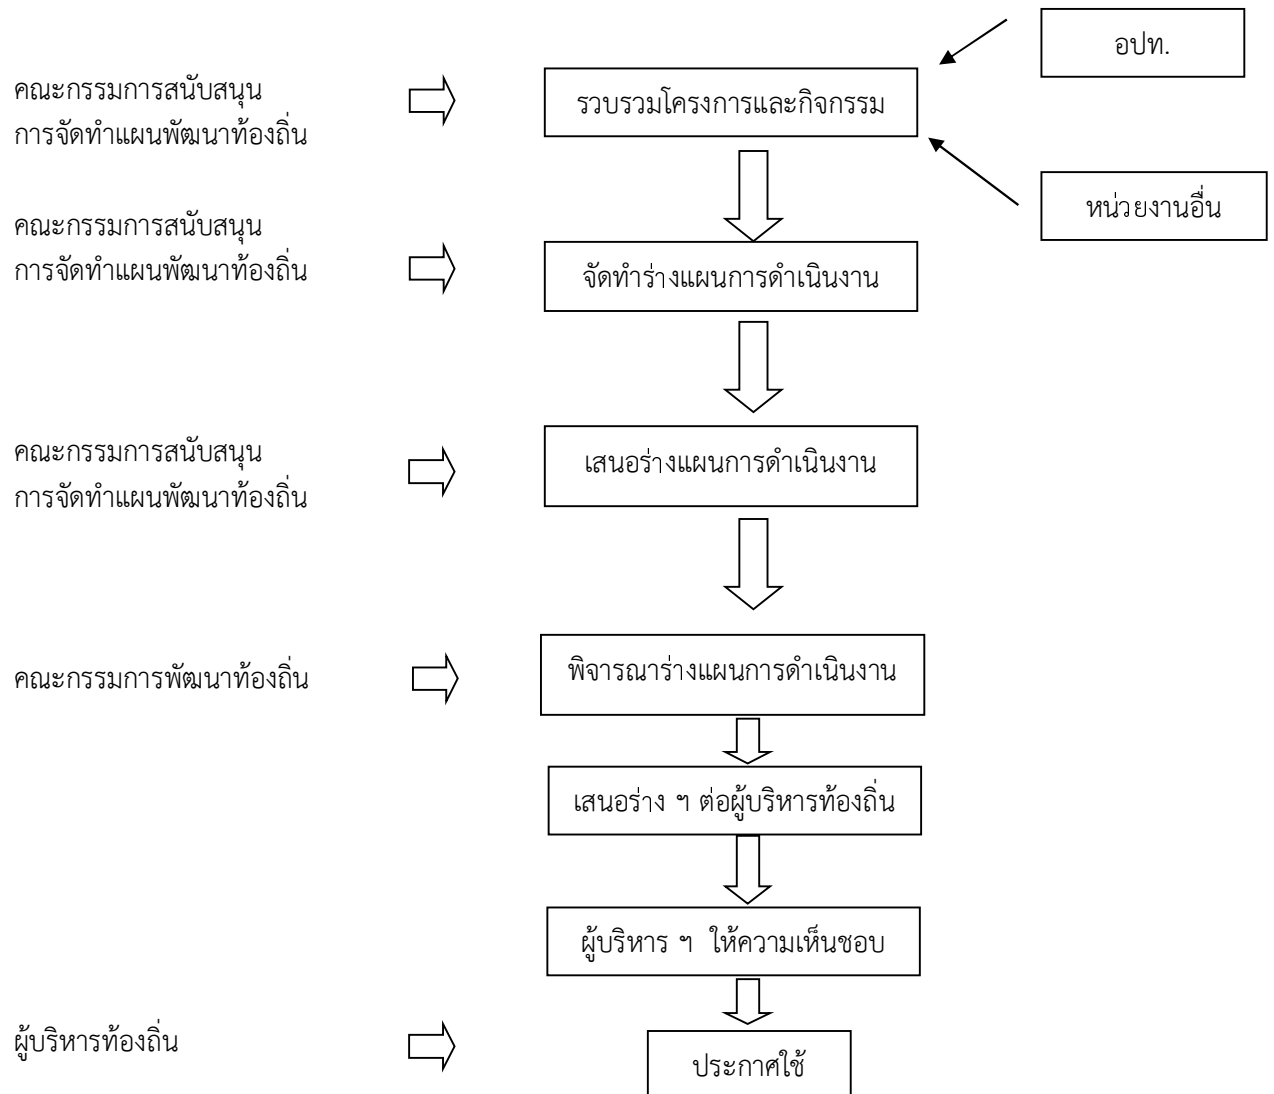 อปท.
คณะกรรมการสนับสนุน
การจัดทำแผนพัฒนาท้องถิ่น
รวบรวมโครงการและกิจกรรม
หน่วยงานอื่น
คณะกรรมการสนับสนุน
การจัดทำแผนพัฒนาท้องถิ่น
จัดทำร่างแผนการดำเนินงาน
คณะกรรมการสนับสนุน
การจัดทำแผนพัฒนาท้องถิ่น
เสนอร่างแผนการดำเนินงาน
คณะกรรมการพัฒนาท้องถิ่น
พิจารณาร่างแผนการดำเนินงาน
เสนอร่าง ฯ ต่อผู้บริหารท้องถิ่น
ผู้บริหาร ฯ ให้ความเห็นชอบ
ผู้บริหารท้องถิ่น
ประกาศใช้